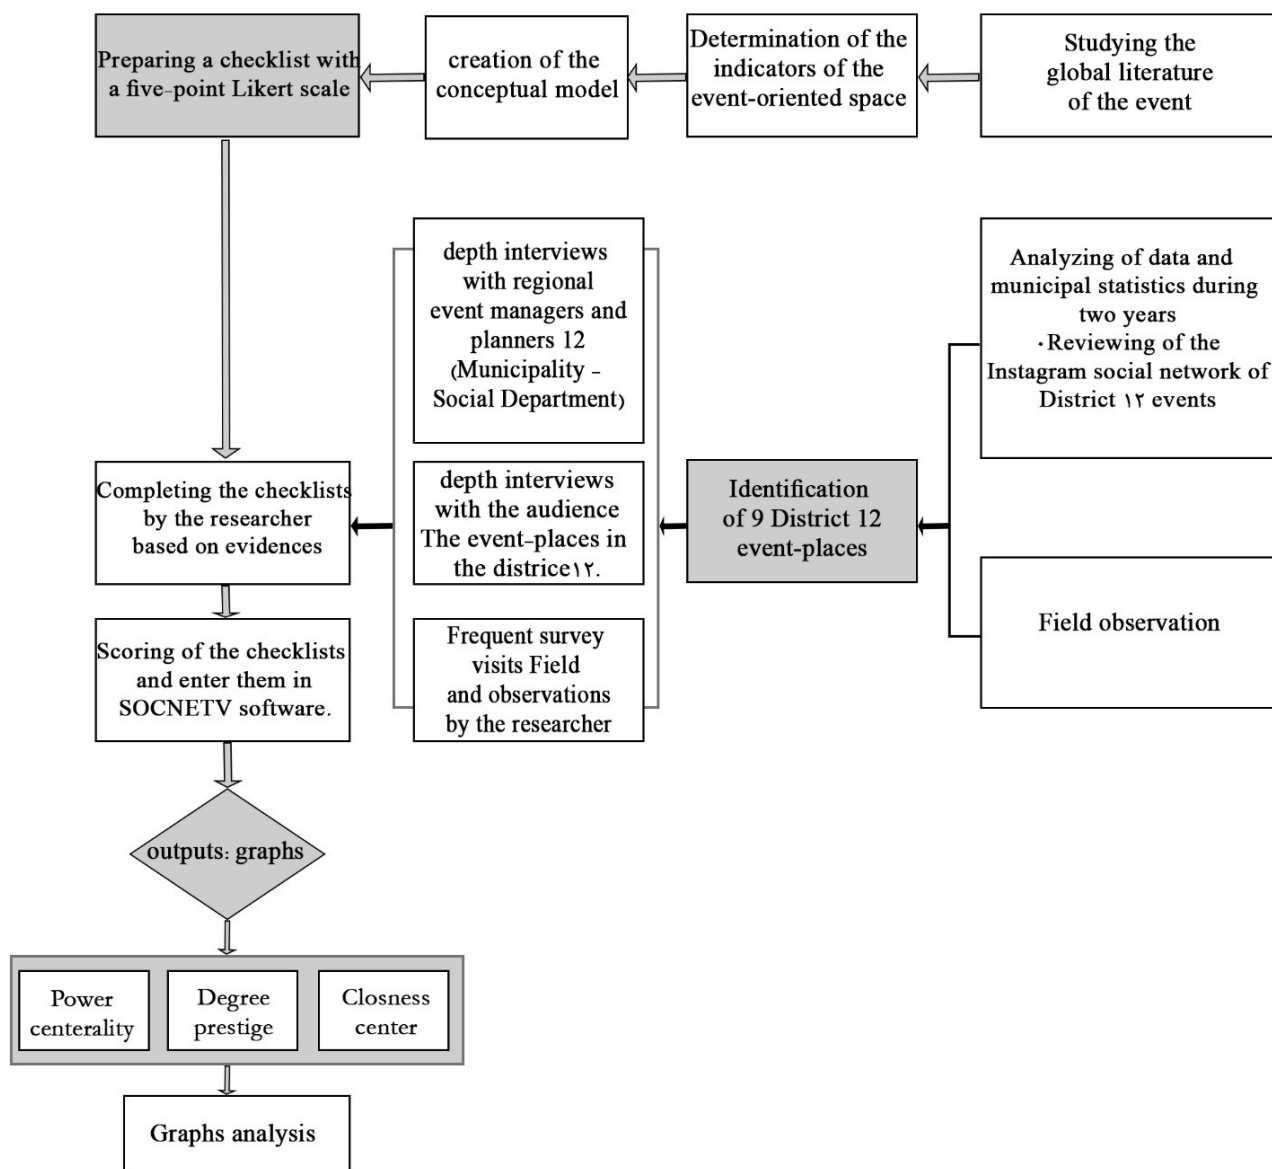 Preparing a checklist with
a five-point Likert scale
creation of the
conceptual model
Determination of the
indicators of the
event-oriented space
Studying the
global literature
of the event
depth interviews
with regional
event managers and
planners 12
(Municipality -
Social Department)
Analyzing of data and
municipal statistics during
two years
·Reviewing of the
Instagram social network of
District ۱۲ events
Completing the checklists
by the researcher
based on evidences
depth interviews
with the audience
The event-places in
the districe۱۲.
Identification
of 9 District 12
event-places
Scoring of the checklists
and enter them in
SOCNETV software.
Frequent survey
visits Field
and observations
by the researcher
Field observation
outputs: graphs
Power
centerality
Degree
prestige
Closness
center
Graphs analysis